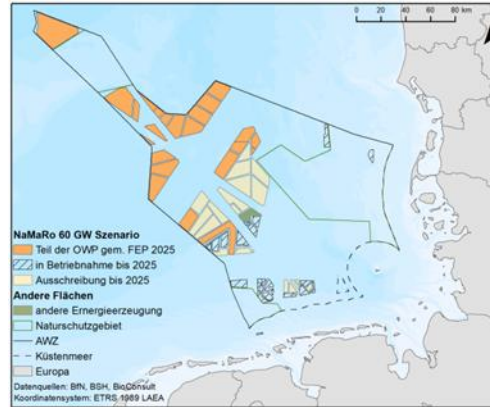 0 20 40 60 80 km
NaMaRo 60 GW Szenario
Teil der OWP gem. FEP 2025
in Betriebnahme bis 2025
Ausschreibung bis 2025
Andere Flächen
andere Ernergieerzeugung
Naturschutzgebiet
AWZ
Küstenmeer
Europa
Datenquellen: BfN, BSH, BioConsult
Koordinatensystem: ETRS 1989 LAEA